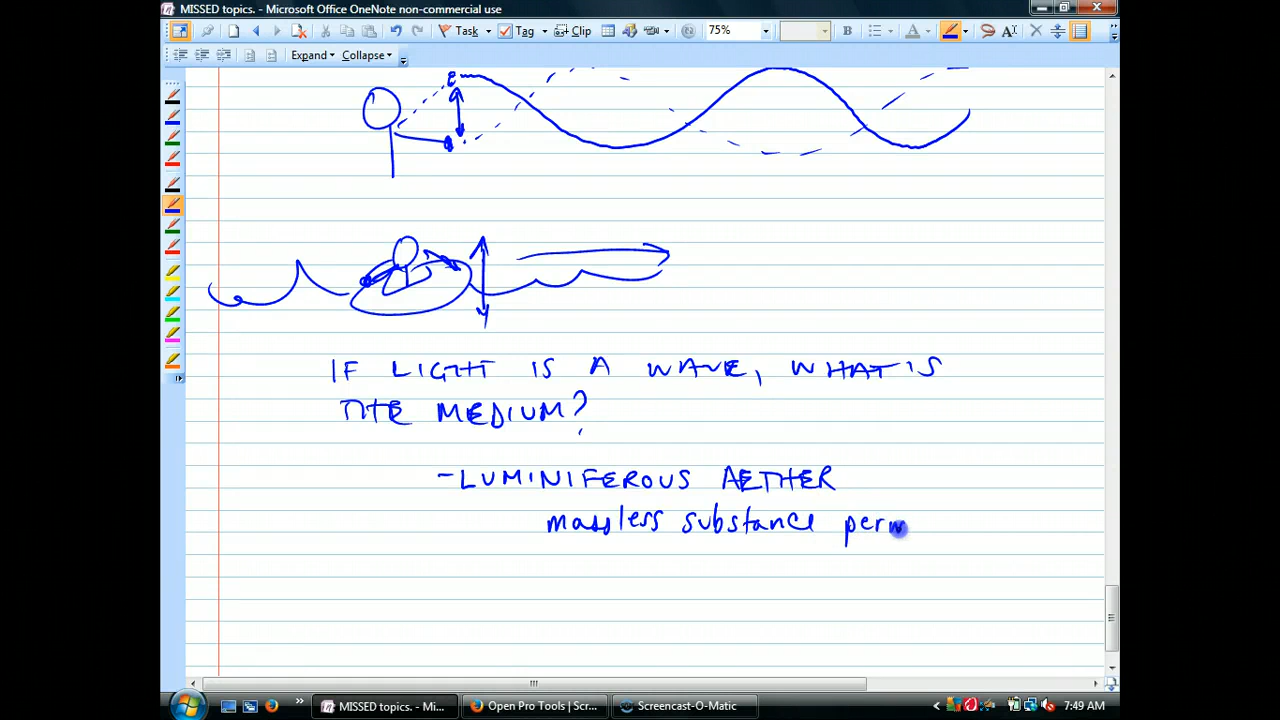 MISSED topics. - Microsoft Office OneNote non-commercial use
Task Tag Clip 75% B A
Expand Collapse
IF LIGHT IS A WAVE, WHAT IS
THE MEDIUM?
-LUMINIFEROUS AETHER
massless substance perm
MISSED topics. - Mi... Open Pro Tools | Scr... Screencast-O-Matic 7:49 AM